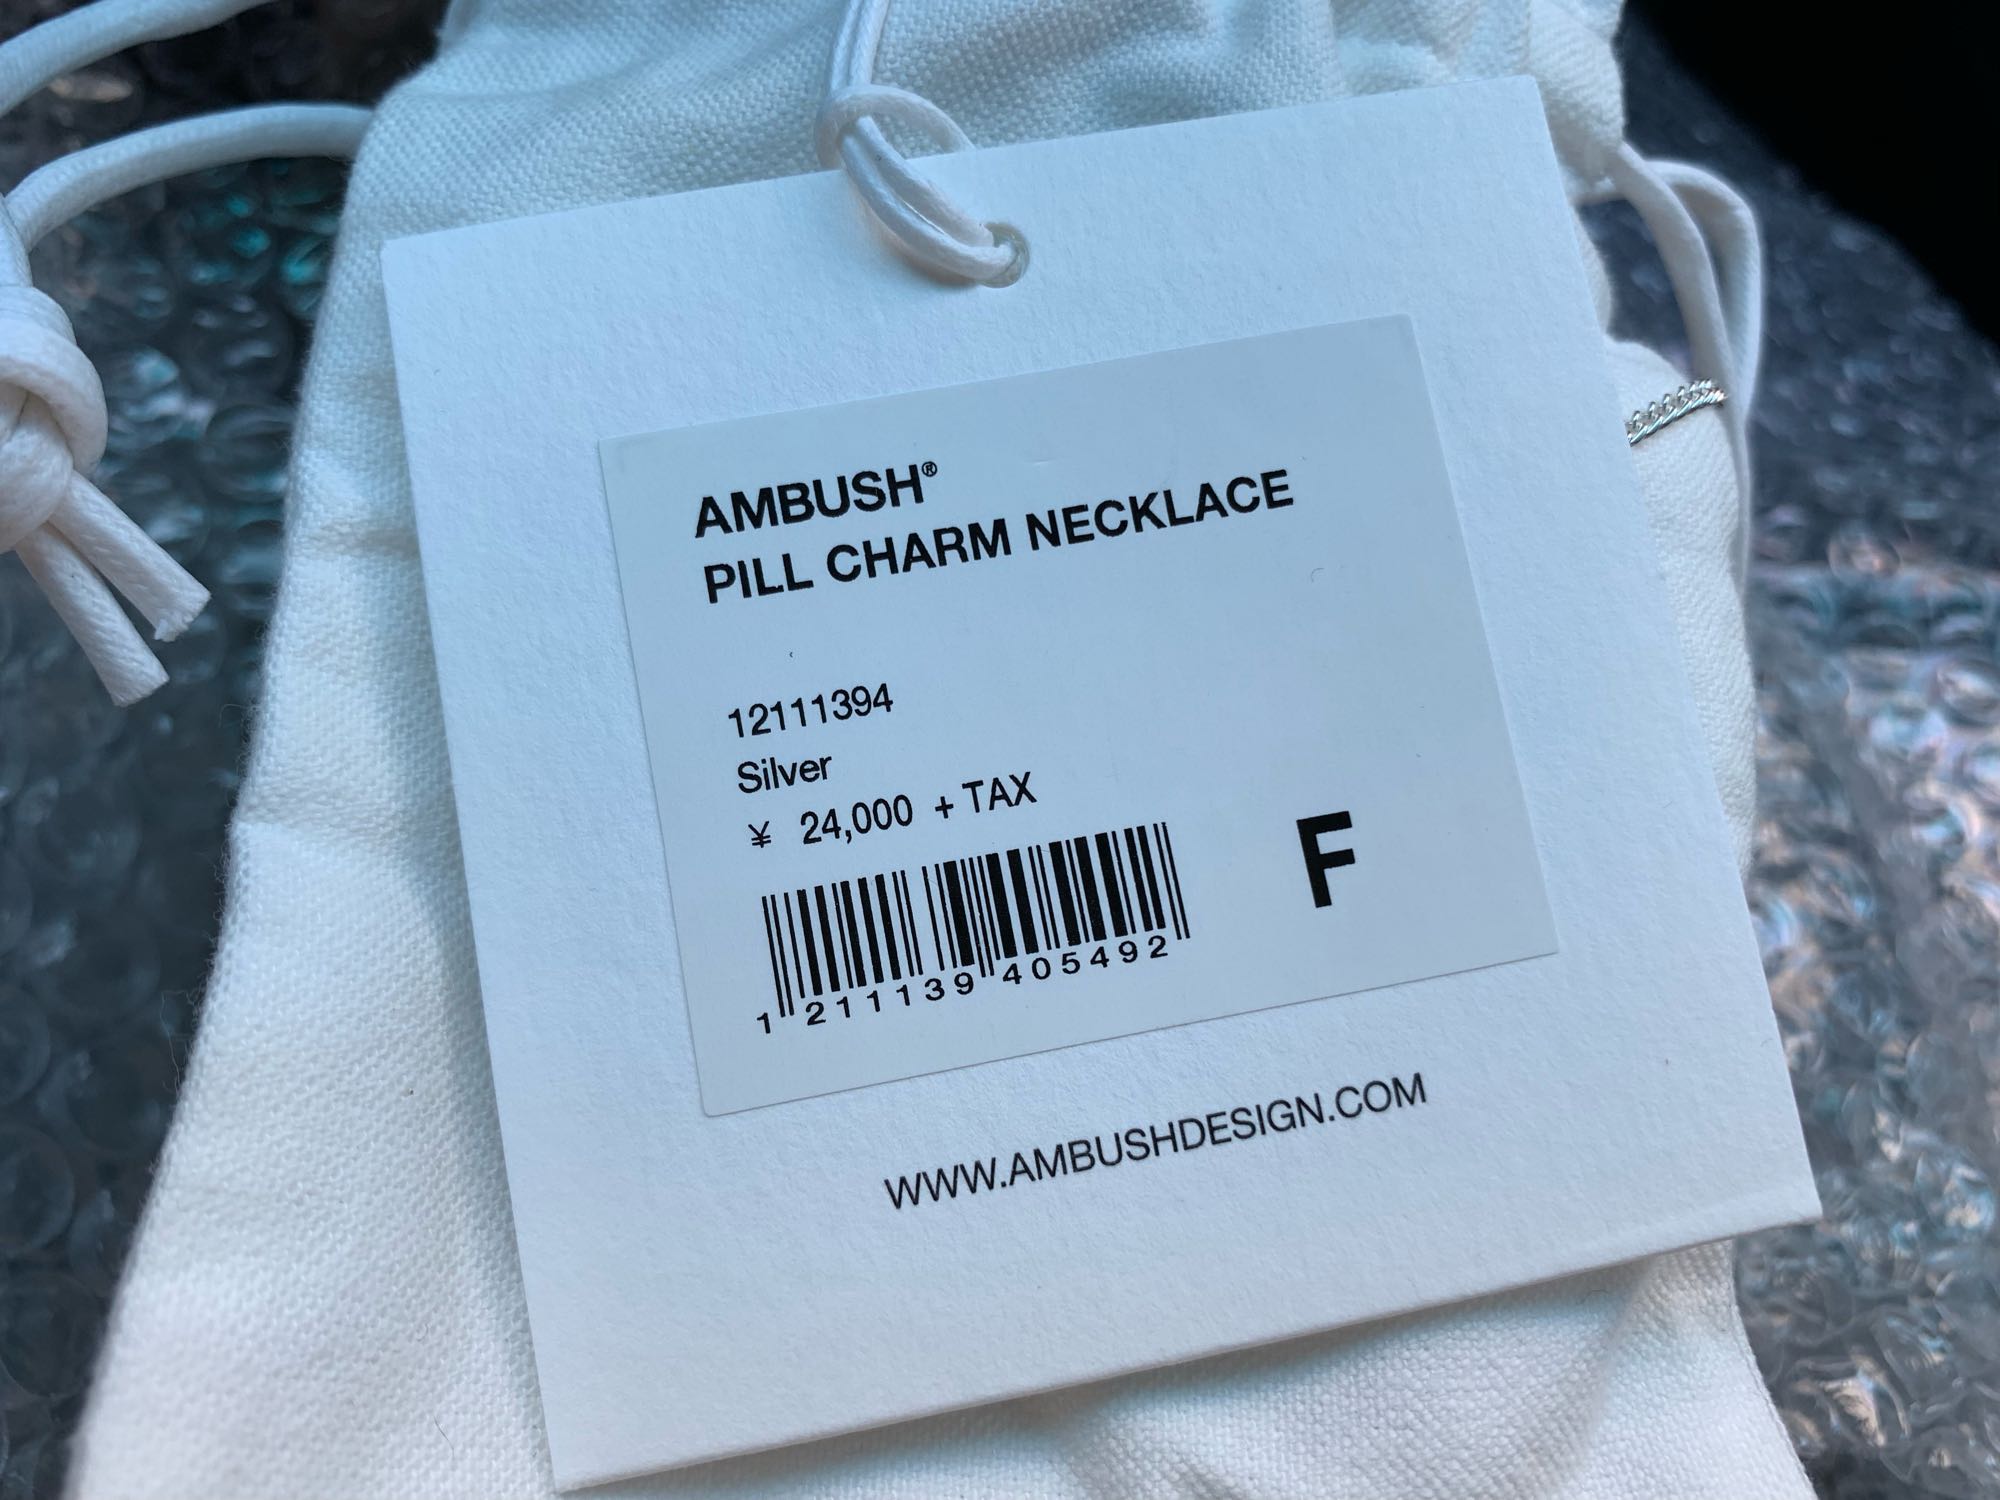 AMBUSH®
PILL CHARM NECKLACE
12111394
Silver
¥ 24,000 + TAX
F
1 211139 405492
WWW.AMBUSHDESIGN.COM